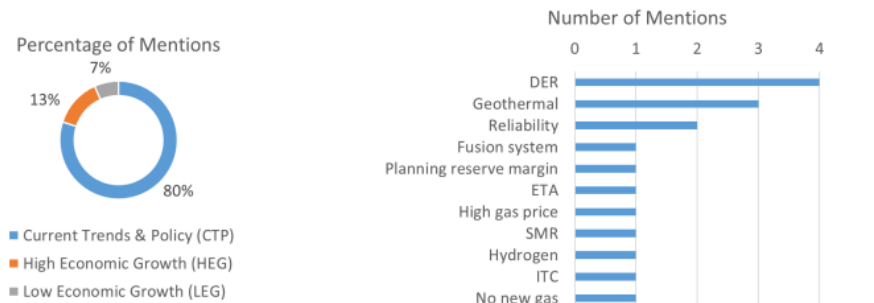 Percentage of Mentions
7%
13%
80%
Current Trends & Policy (CTP)
High Economic Growth (HEG)
Low Economic Growth (LEG)
Number of Mentions
0 1 2 3 4
DER
Geothermal
Reliability
Fusion system
Planning reserve margin
ETA
High gas price
SMR
Hydrogen
ITC
No new gas